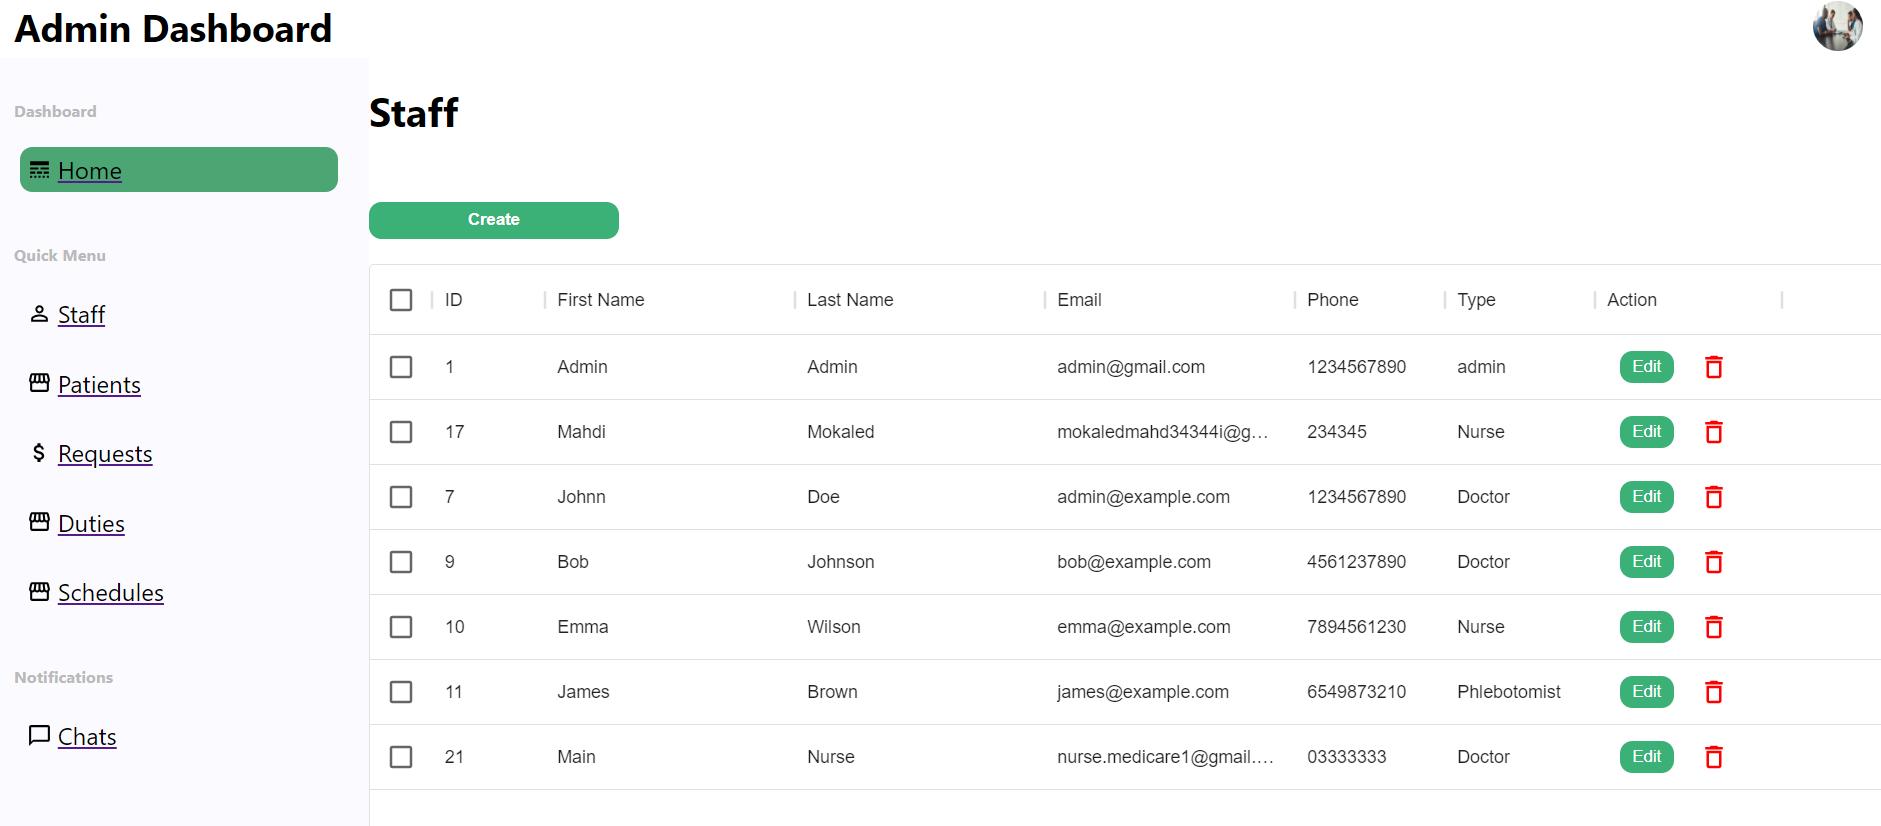 Admin Dashboard
Dashboard
Home
Quick Menu
Staff
Patients
Requests
Duties
Schedules
Notifications
Chats
Staff
Create
ID First Name Last Name Email Phone Type Action
1 Admin Admin admin@gmail.com 1234567890 admin Edit
17 Mahdi Mokaled mokaledmahd34344i@g... 234345 Nurse Edit
7 Johnn Doe admin@example.com 1234567890 Doctor Edit
9 Bob Johnson bob@example.com 4561237890 Doctor Edit
10 Emma Wilson emma@example.com 7894561230 Nurse Edit
11 James Brown james@example.com 6549873210 Phlebotomist Edit
21 Main Nurse nurse.medicare1@gmail.... 03333333 Doctor Edit